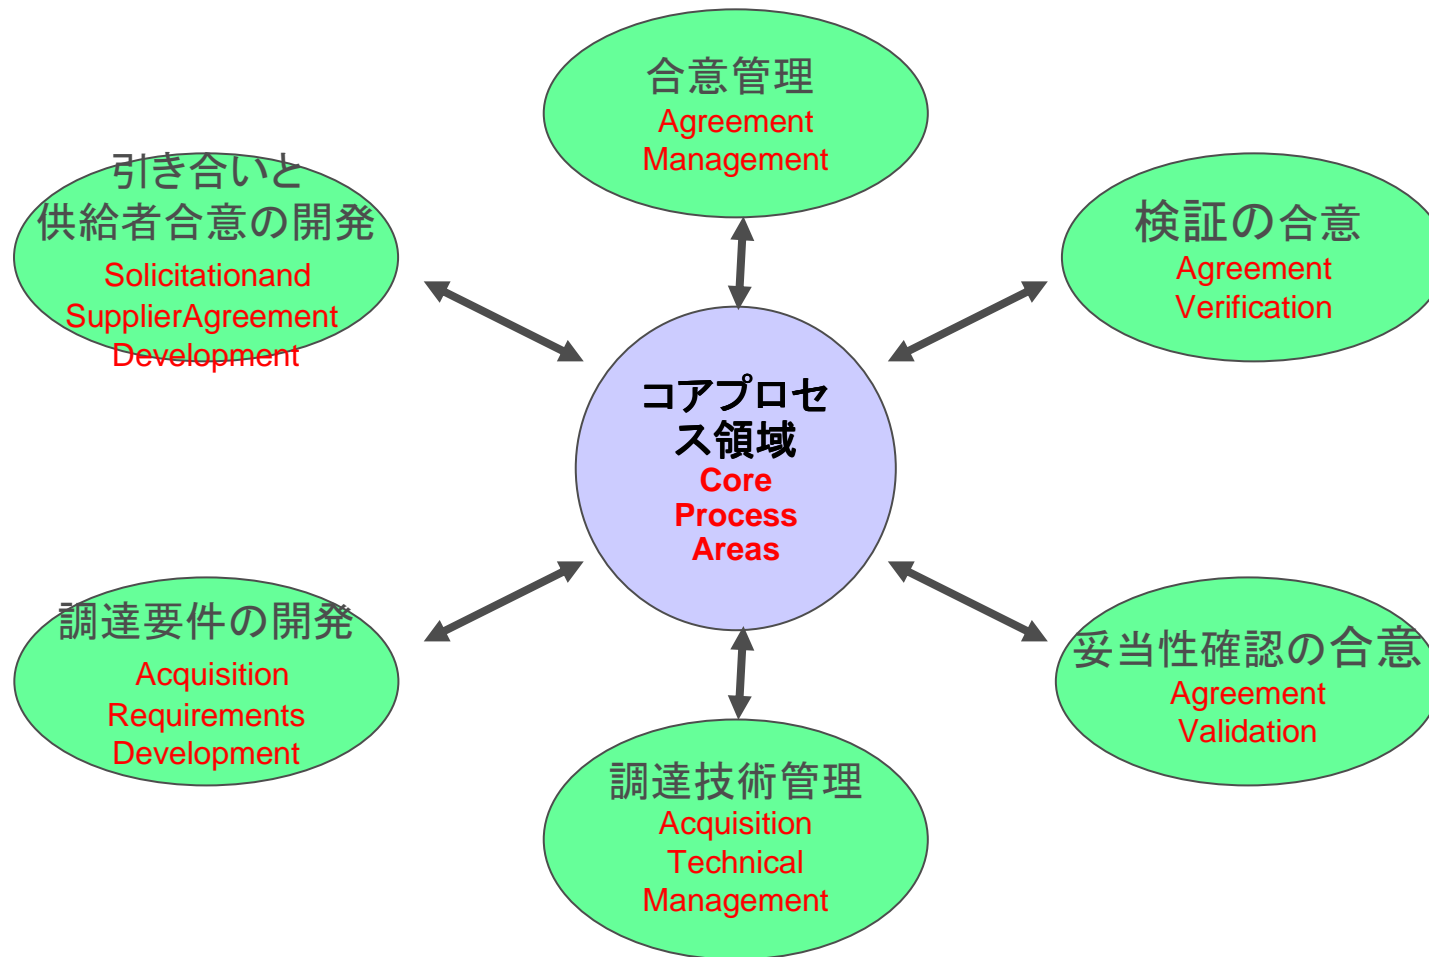 合意管理
Agreement
Management
引き合いと
供給者合意の開発
Solicitationand
SupplierAgreement
Development
検証の合意
Agreement
Verification
コアプロセ
ス領域
Core
Process
Areas
調達要件の開発
Acquisition
Requirements
Development
妥当性確認の合意
Agreement
Validation
調達技術管理
Acquisition
Technical
Management